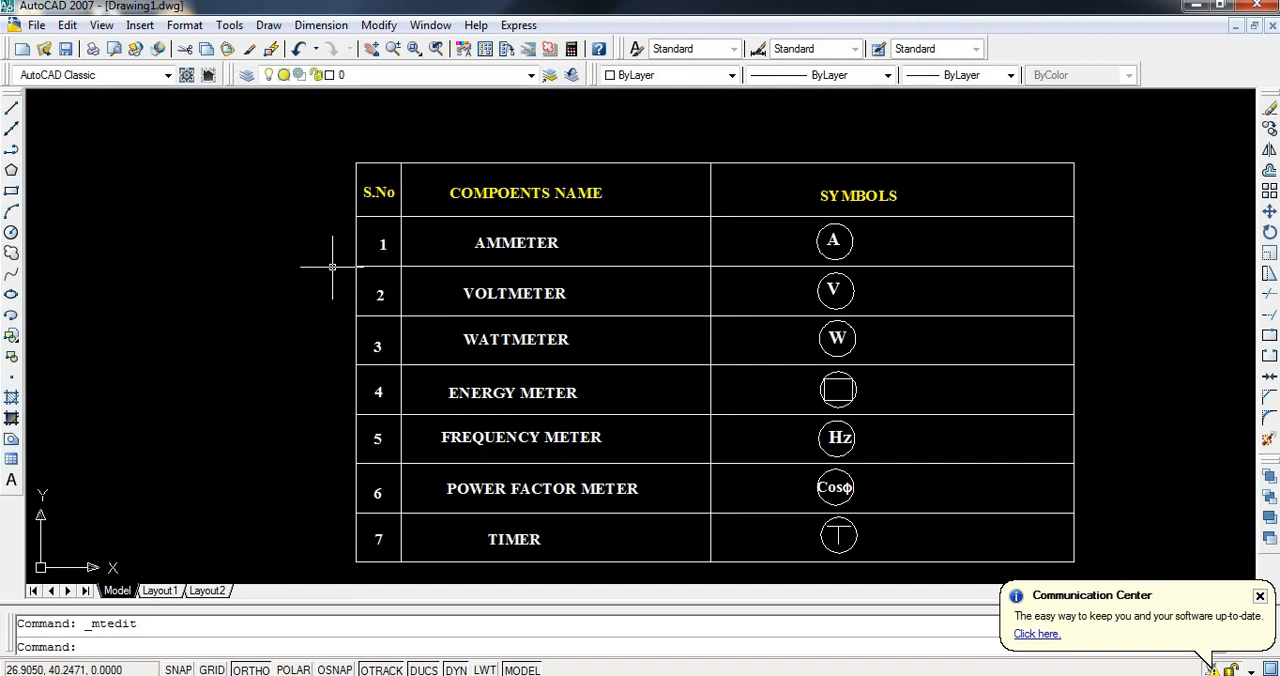 AutoCAD 2007 - [Drawing1.dwg]
File Edit View Insert Format Tools Draw Dimension Modify Window Help Express
Standard Standard Standard
AutoCAD Classic 0 ByLayer ByLayer ByLayer ByColor
S.No COMPOENTS NAME SYMBOLS
1 AMMETER A
2 VOLTMETER V
3 WATTMETER W
4 ENERGY METER
5 FREQUENCY METER Hz
6 POWER FACTOR METER Cosϕ
7 TIMER T
A
Y
X
Model Layout1 Layout2
Communication Center
The easy way to keep you and your software up-to-date.
Click here.
Command: _mtedit
Command:
26.9050, 40.2471, 0.0000 SNAP GRID ORTHO POLAR OSNAP OTRACK DUCS DYN LWT MODEL